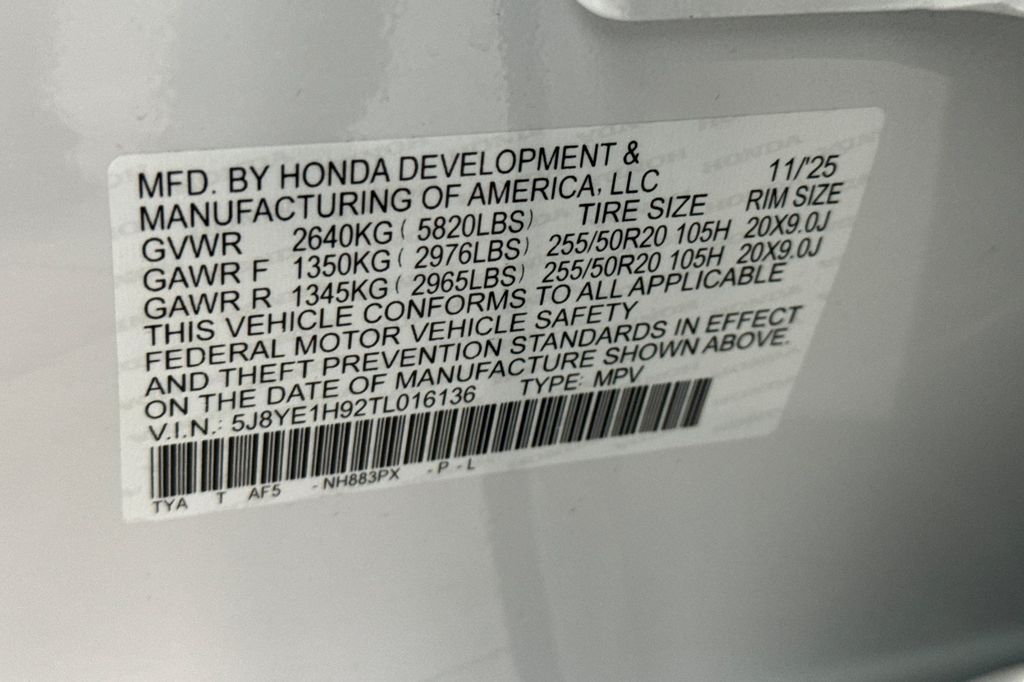 MFD. BY HONDA DEVELOPMENT &
MANUFACTURING OF AMERICA, LLC 11/'25
GVWR 2640KG ( 5820LBS) TIRE SIZE RIM SIZE
GAWR F 1350KG ( 2976LBS) 255/50R20 105H 20X9.0J
GAWR R 1345KG ( 2965LBS) 255/50R20 105H 20X9.0J
THIS VEHICLE CONFORMS TO ALL APPLICABLE
FEDERAL MOTOR VEHICLE SAFETY
AND THEFT PREVENTION STANDARDS IN EFFECT
ON THE DATE OF MANUFACTURE SHOWN ABOVE.
V.I.N.: 5J8YE1H92TL016136 TYPE: MPV
TYA T AF5 - NH883PX - P - L